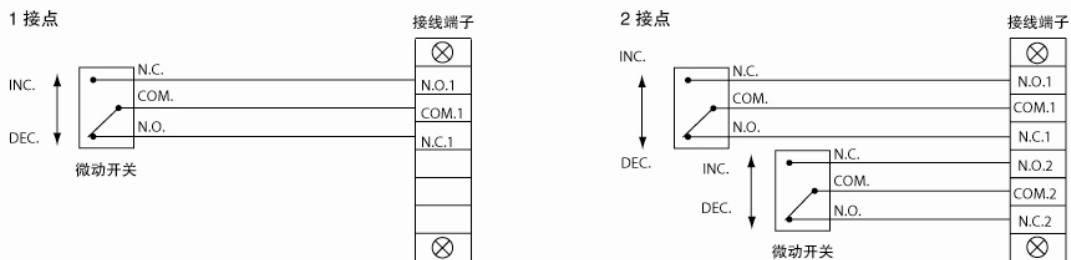 1 接点
接线端子
INC.
DEC.
N.C.
COM.
N.O.
微动开关
N.O.1
COM.1
N.C.1
2 接点
接线端子
INC.
DEC.
N.C.
COM.
N.O.
INC.
DEC.
N.C.
COM.
N.O.
微动开关
N.O.1
COM.1
N.C.1
N.O.2
COM.2
N.C.2